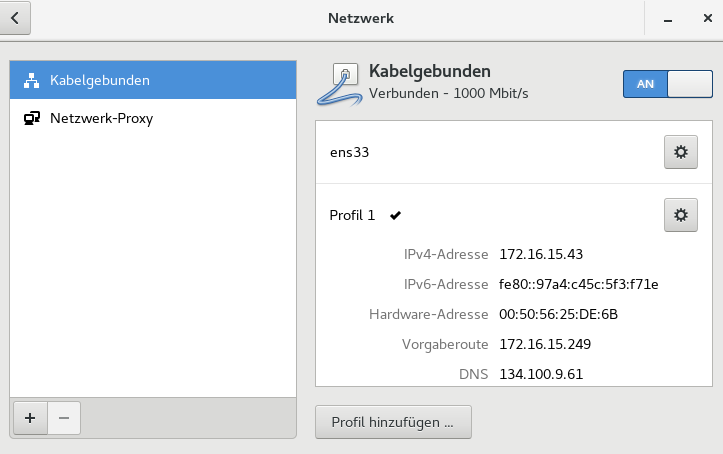 Netzwerk
Kabelgebunden
Netzwerk-Proxy
Kabelgebunden
Verbunden - 1000 Mbit/s
AN
ens33
Profil 1
IPv4-Adresse 172.16.15.43
IPv6-Adresse fe80::97a4:c45c:5f3:f71e
Hardware-Adresse 00:50:56:25:DE:6B
Vorgaberoute 172.16.15.249
DNS 134.100.9.61
Profil hinzufügen ...